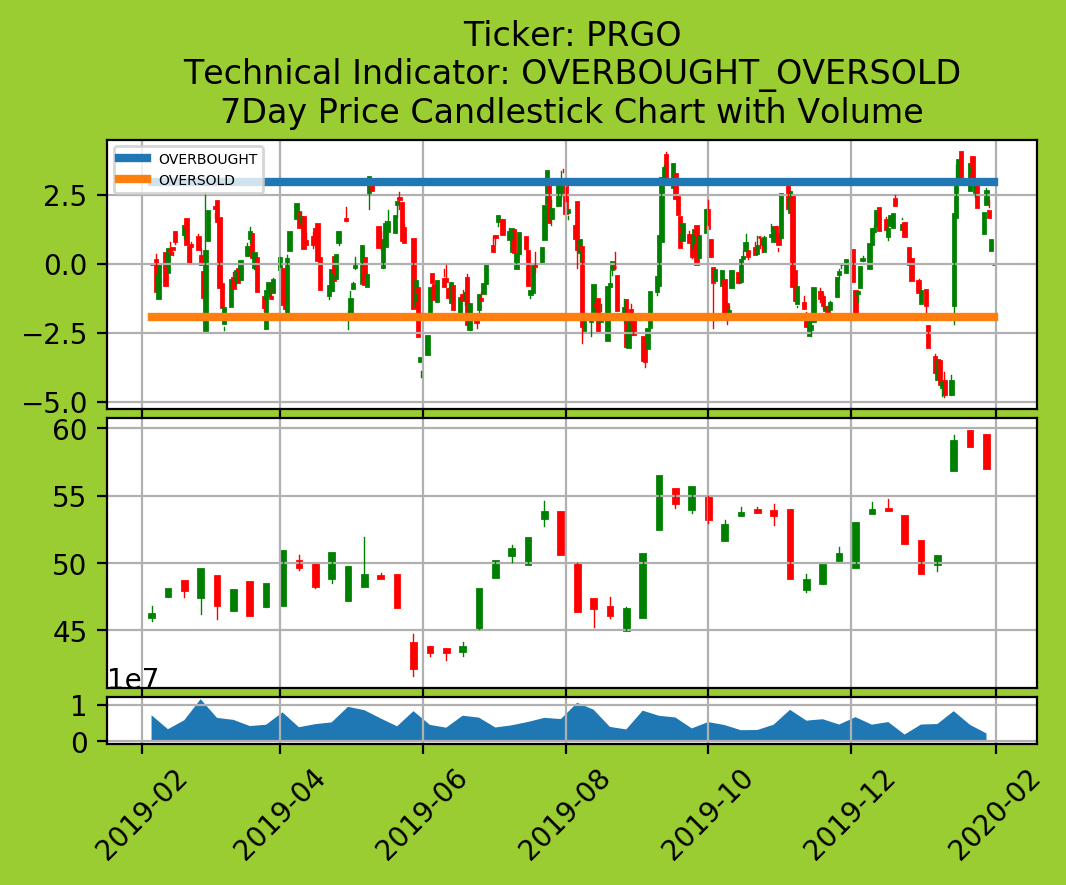 Ticker: PRGO
Technical Indicator: OVERBOUGHT_OVERSOLD
7Day Price Candlestick Chart with Volume
OVERBOUGHT
OVERSOLD
2.5
0.0
−2.5
−5.0
60
55
50
45
1e7
1
0
2019-02
2019-04
2019-06
2019-08
2019-10
2019-12
2020-02